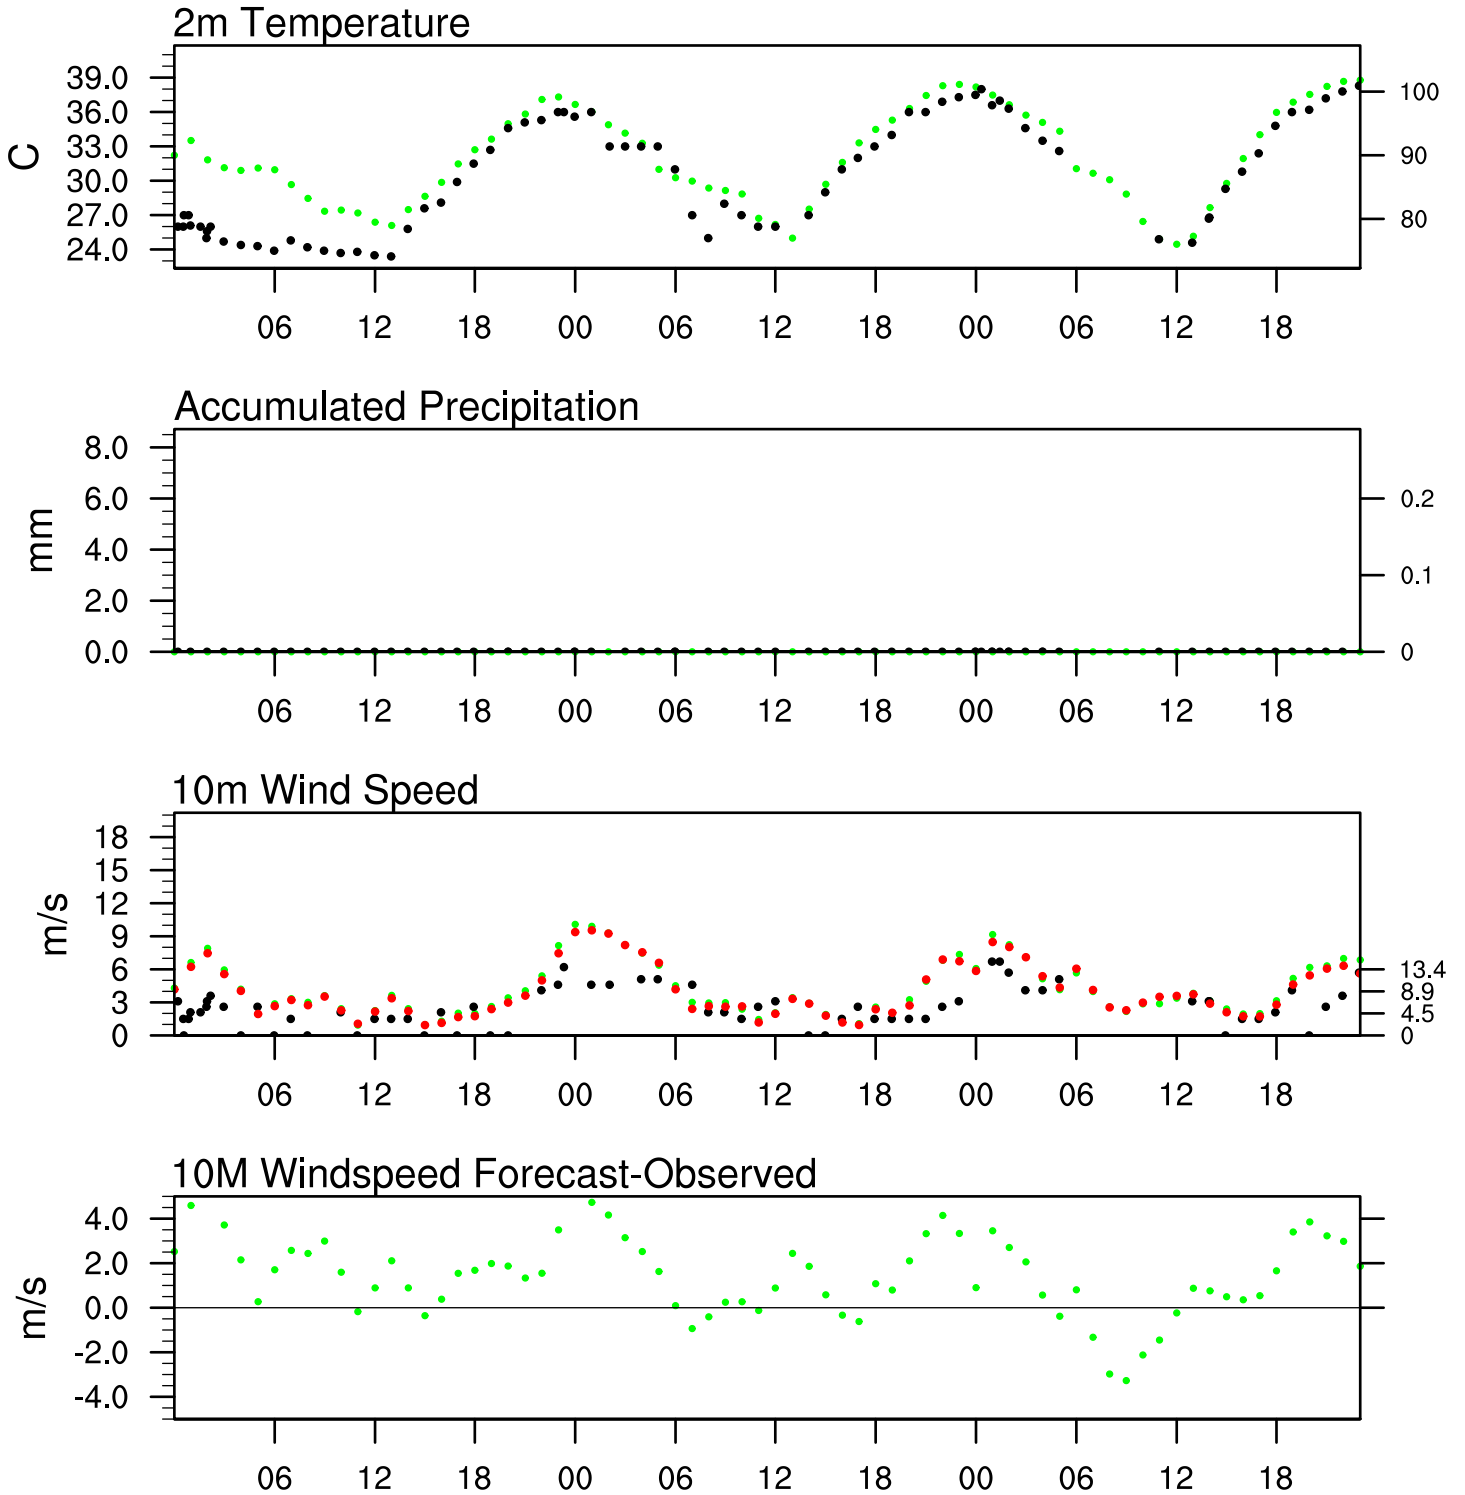 2m Temperature
39.0
36.0
33.0
30.0
27.0
24.0
C
100
90
80
06 12 18 00 06 12 18 00 06 12 18
Accumulated Precipitation
8.0
6.0
4.0
2.0
0.0
mm
0.2
0.1
0
06 12 18 00 06 12 18 00 06 12 18
10m Wind Speed
18
15
12
9
6
3
0
m/s
13.4
8.9
4.5
0
06 12 18 00 06 12 18 00 06 12 18
10M Windspeed Forecast-Observed
4.0
2.0
0.0
-2.0
-4.0
m/s
06 12 18 00 06 12 18 00 06 12 18